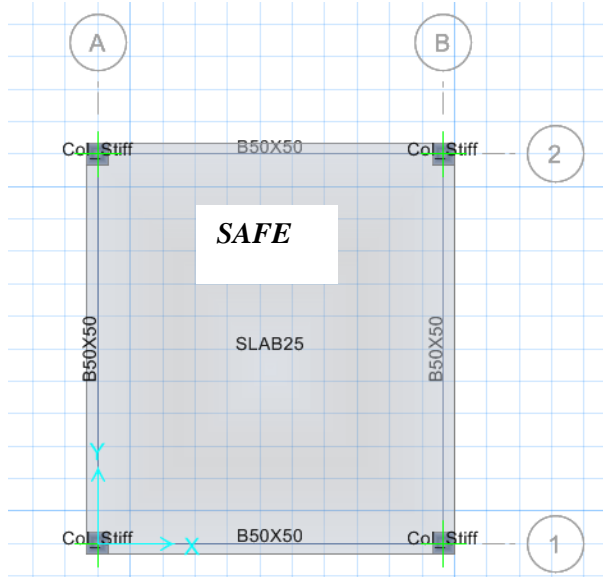 A B
Col Stiff B50X50 Col Stiff 2
SAFE
B50X50 SLAB25 B50X50
Y
Col Stiff X B50X50 Col Stiff 1